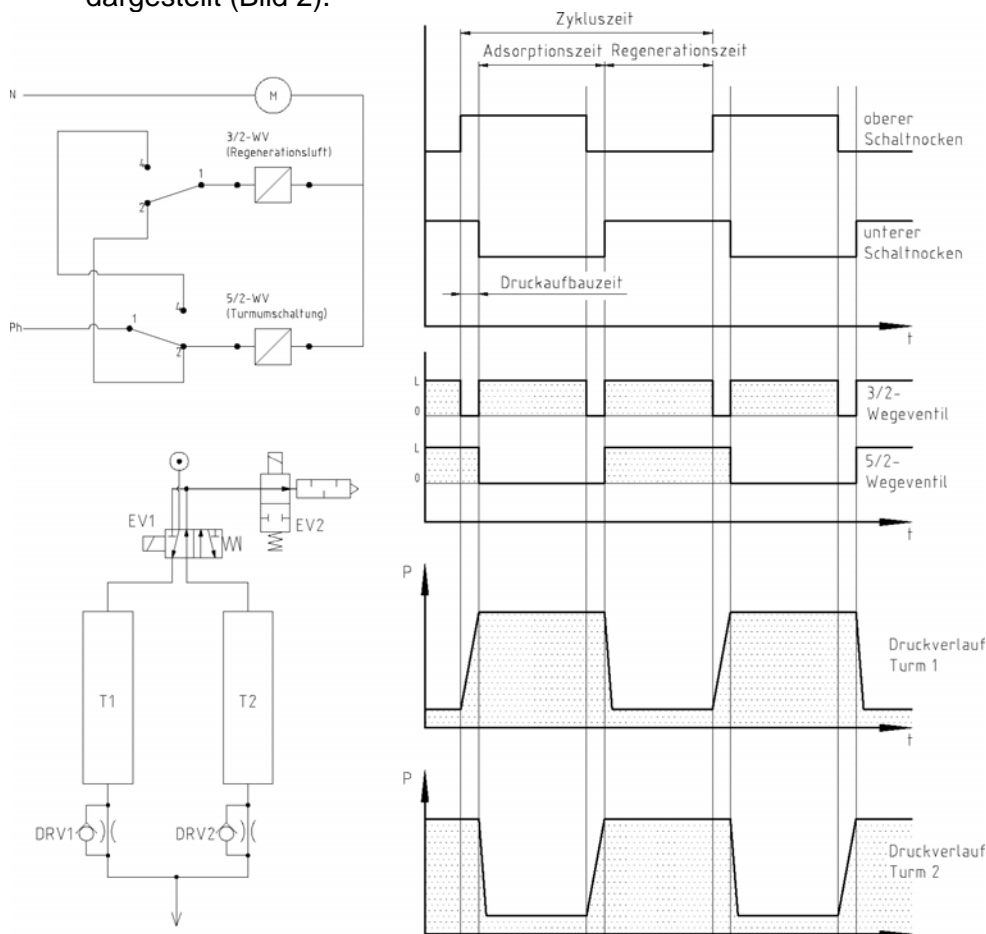 dargestellt (Bild 2).
N
M
3/2-WV
(Regenerationsluft)
4
1
2
5/2-WV
(Turmumschaltung)
4
Ph
1
2
EV1
EV2
T1
T2
DRV1
DRV2
Zykluszeit
Adsorptionszeit
Regenerationszeit
oberer
Schaltnocken
unterer
Schaltnocken
Druckaufbauzeit
t
L
0
3/2-
Wegeventil
L
0
5/2-
Wegeventil
t
P
Druckverlauf
Turm 1
t
P
Druckverlauf
Turm 2